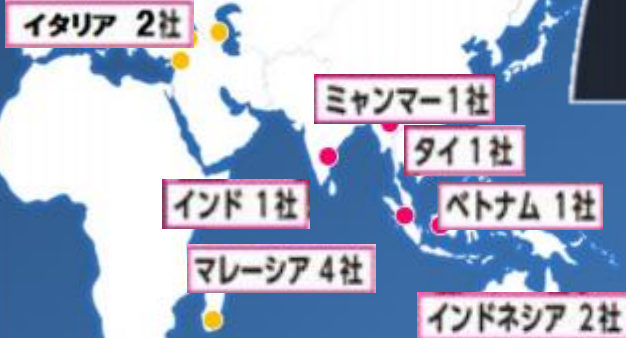 イタリア 2社
ミャンマー1社
タイ1社
インド 1社
ベトナム 1社
マレーシア4社
インドネシア 2社